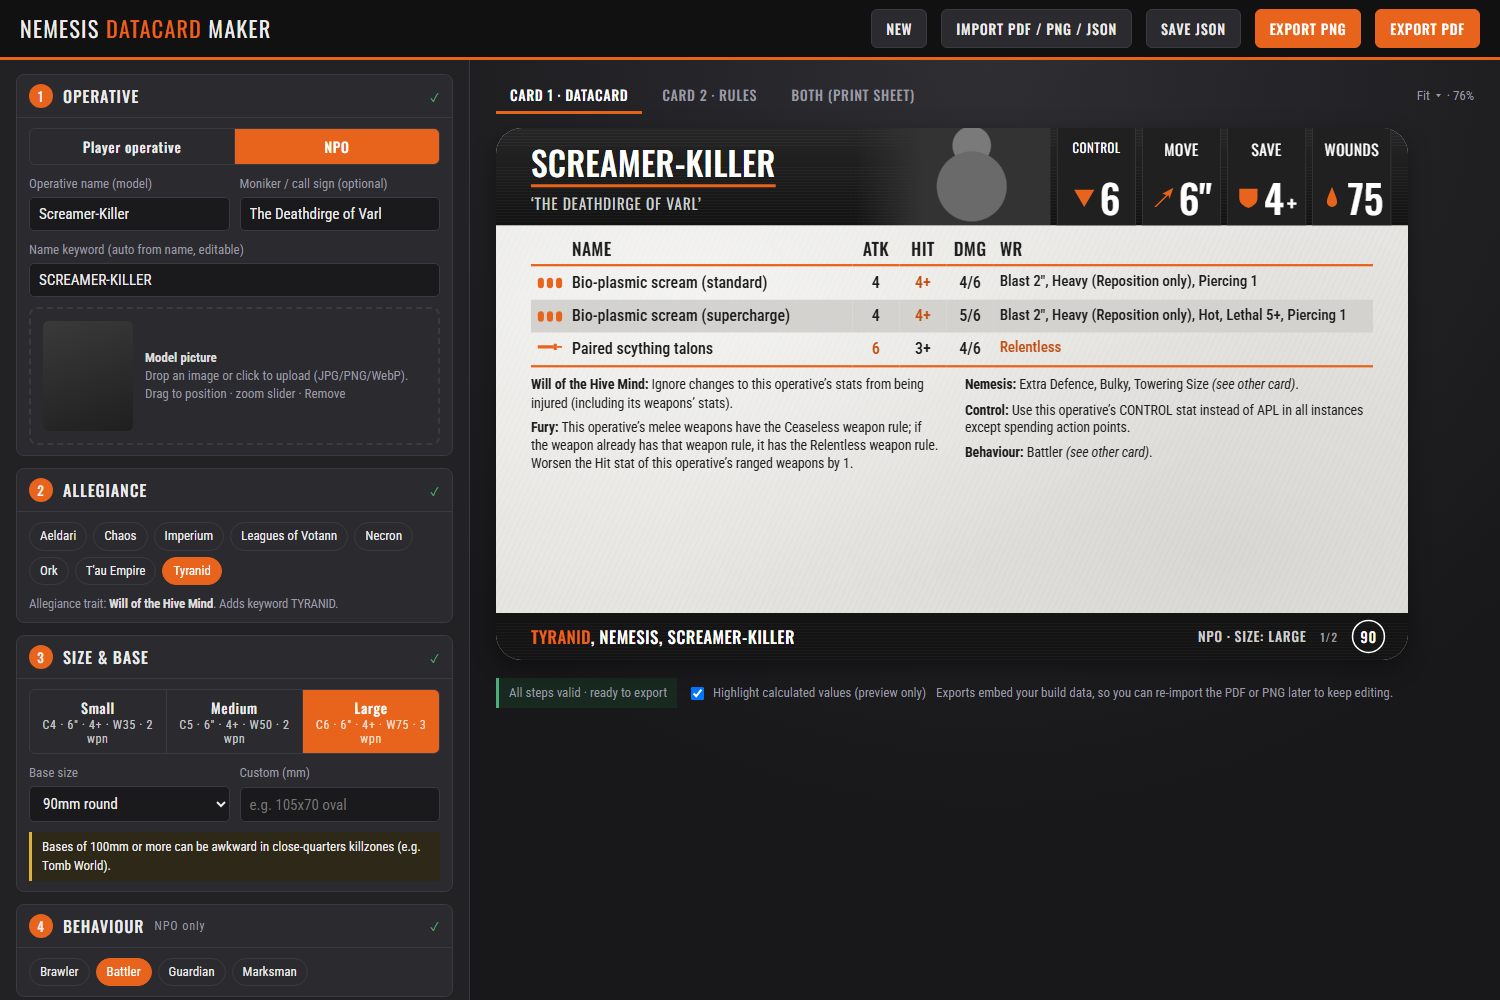 NEMESIS DATACARD MAKER
NEW
IMPORT PDF / PNG / JSON
SAVE JSON
EXPORT PNG
EXPORT PDF
1 OPERATIVE ✓
Player operative
NPO
Operative name (model)
Moniker / call sign (optional)
Screamer-Killer
The Deathdirge of Varl
Name keyword (auto from name, editable)
SCREAMER-KILLER
Model picture
Drop an image or click to upload (JPG/PNG/WebP).
Drag to position · zoom slider · Remove
2 ALLEGIANCE ✓
Aeldari
Chaos
Imperium
Leagues of Votann
Necron
Ork
T'au Empire
Tyranid
Allegiance trait: Will of the Hive Mind. Adds keyword TYRANID.
3 SIZE & BASE ✓
Small
C4 · 6" · 4+ · W35 · 2
wpn
Medium
C5 · 6" · 4+ · W50 · 2
wpn
Large
C6 · 6" · 4+ · W75 · 3
wpn
Base size
Custom (mm)
90mm round
e.g. 105x70 oval
Bases of 100mm or more can be awkward in close-quarters killzones (e.g.
Tomb World).
4 BEHAVIOUR NPO only ✓
Brawler
Battler
Guardian
Marksman
CARD 1 · DATACARD
CARD 2 · RULES
BOTH (PRINT SHEET)
Fit ▾ · 76%
SCREAMER-KILLER
‘THE DEATHDIRGE OF VARL’
CONTROL
6
MOVE
6"
SAVE
4+
WOUNDS
75
NAME ATK HIT DMG WR
Bio-plasmic scream (standard) 4 4+ 4/6 Blast 2", Heavy (Reposition only), Piercing 1
Bio-plasmic scream (supercharge) 4 4+ 5/6 Blast 2", Heavy (Reposition only), Hot, Lethal 5+, Piercing 1
Paired scything talons 6 3+ 4/6 Relentless
Will of the Hive Mind: Ignore changes to this operative’s stats from being
injured (including its weapons’ stats).
Fury: This operative’s melee weapons have the Ceaseless weapon rule; if
the weapon already has that weapon rule, it has the Relentless weapon rule.
Worsen the Hit stat of this operative’s ranged weapons by 1.
Nemesis: Extra Defence, Bulky, Towering Size (see other card).
Control: Use this operative’s CONTROL stat instead of APL in all instances
except spending action points.
Behaviour: Battler (see other card).
TYRANID, NEMESIS, SCREAMER-KILLER
NPO · SIZE: LARGE 1/2 90
All steps valid · ready to export
Highlight calculated values (preview only)
Exports embed your build data, so you can re-import the PDF or PNG later to keep editing.